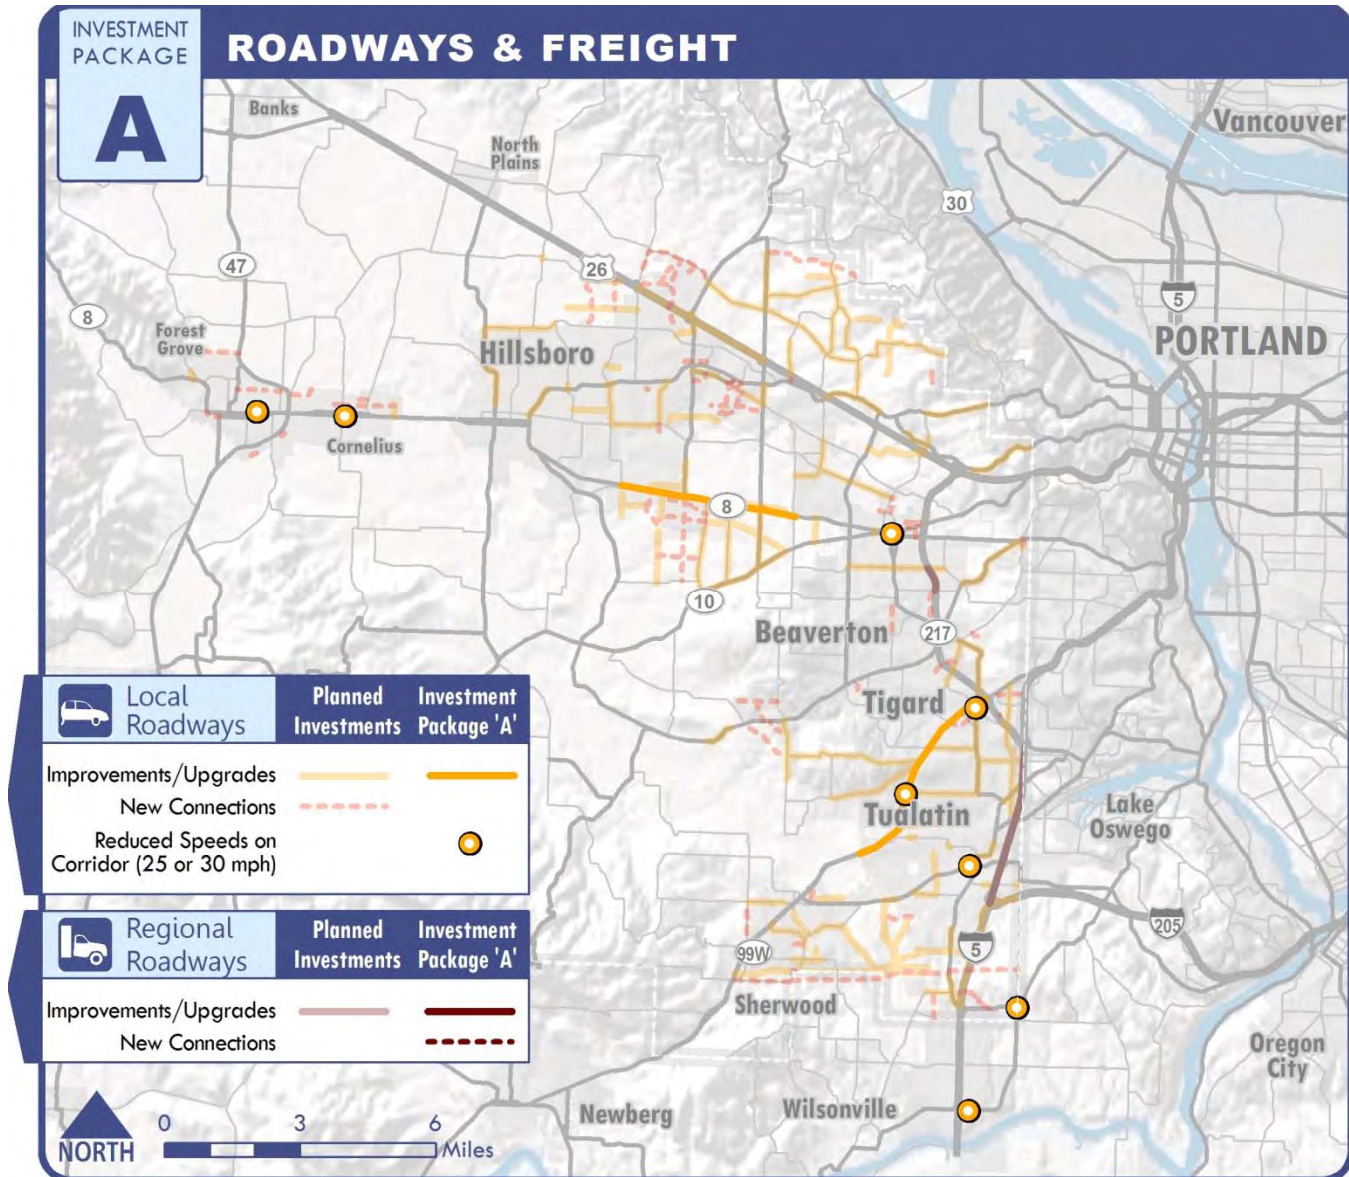 INVESTMENT
PACKAGE
A
ROADWAYS & FREIGHT
Banks
North
Plains
Vancouver
30
47
26
5
8
Forest
Grove
Hillsboro
PORTLAND
Cornelius
8
10
Beaverton
217
Tigard
Tualatin
Lake
Oswego
205
99W
5
Sherwood
Oregon
City
Newberg
Wilsonville
Local
Roadways
Planned
Investments
Investment
Package 'A'
Improvements/Upgrades
New Connections
Reduced Speeds on
Corridor (25 or 30 mph)
Regional
Roadways
Planned
Investments
Investment
Package 'A'
Improvements/Upgrades
New Connections
NORTH
0 3 6
Miles